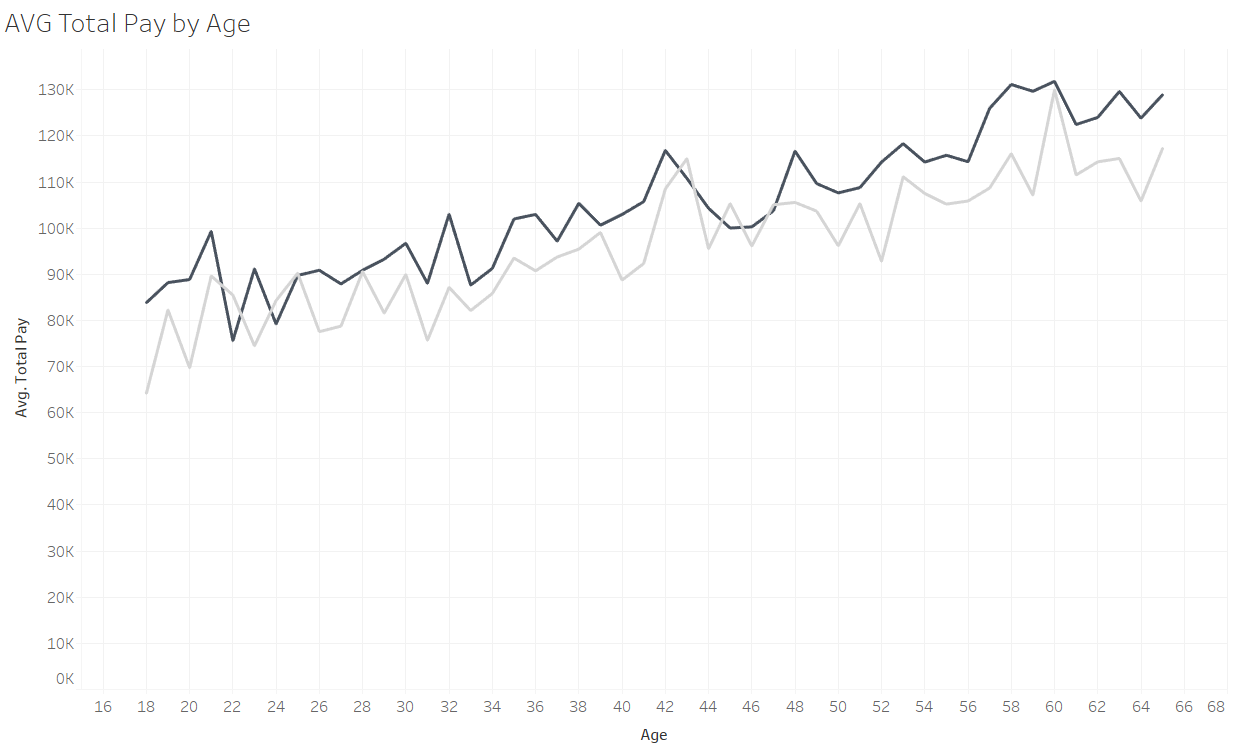 AVG Total Pay by Age
130K
120K
110K
100K
90K
80K
70K
60K
50K
40K
30K
20K
10K
0K
Avg. Total Pay
16 18 20 22 24 26 28 30 32 34 36 38 40 42 44 46 48 50 52 54 56 58 60 62 64 66 68
Age